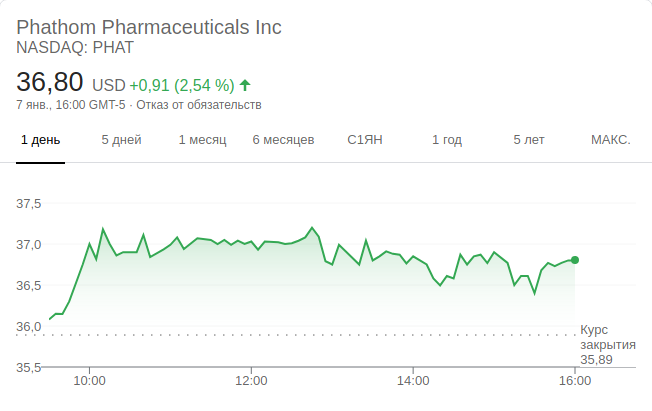 Phathom Pharmaceuticals Inc
NASDAQ: PHAT
36,80 USD +0,91 (2,54 %)
7 янв., 16:00 GMT-5 · Отказ от обязательств
1 день 5 дней 1 месяц 6 месяцев С1ЯН 1 год 5 лет МАКС.
37,5
37,0
36,5
36,0
Курс
закрытия
35,89
35,5
10:00 12:00 14:00 16:00